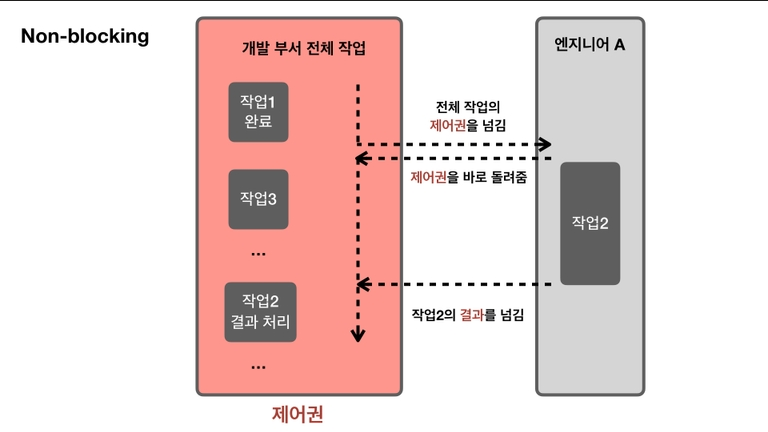 Non-blocking
개발 부서 전체 작업
엔지니어 A
작업1
완료
전체 작업의
제어권을 넘김
제어권을 바로 돌려줌
작업3
작업2
...
작업2
결과 처리
작업2의 결과를 넘김
...
제어권